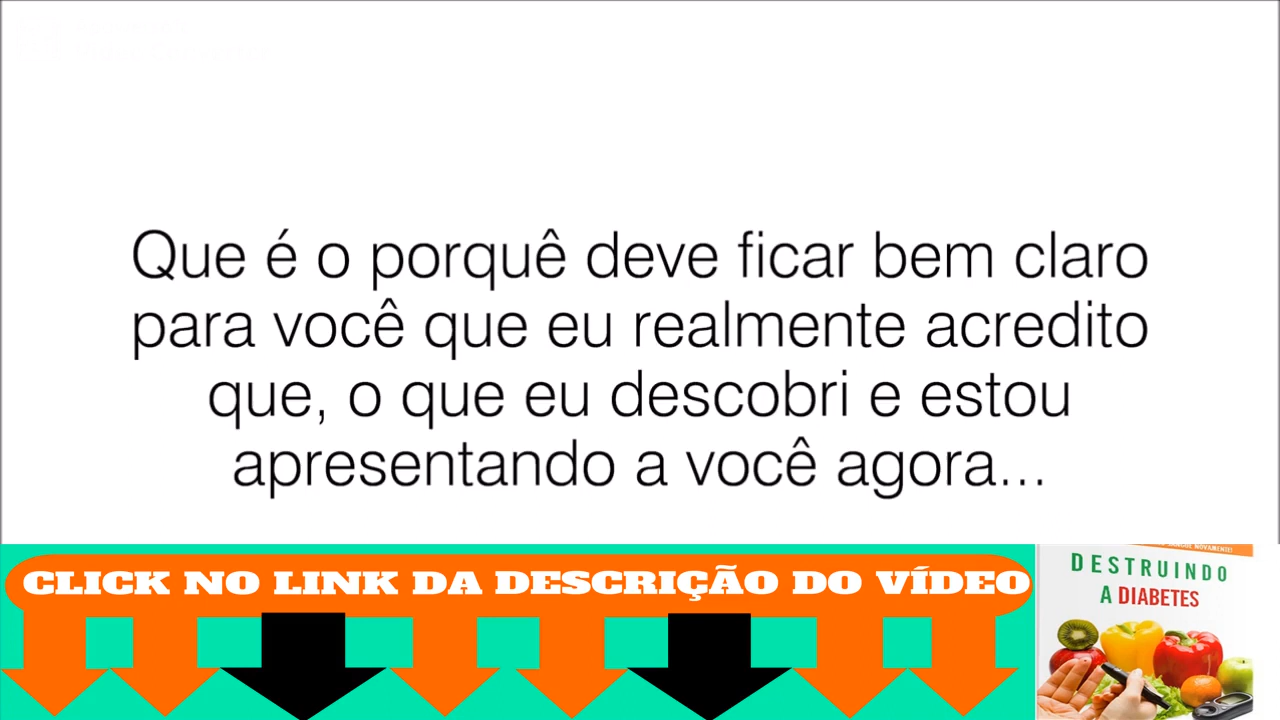 Que é o porquê deve ficar bem claro
para você que eu realmente acredito
que, o que eu descobri e estou
apresentando a você agora...
CLICK NO LINK DA DESCRIÇÃO DO VÍDEO
NOVAMENTE!
DESTRUINDO
A DIABETES